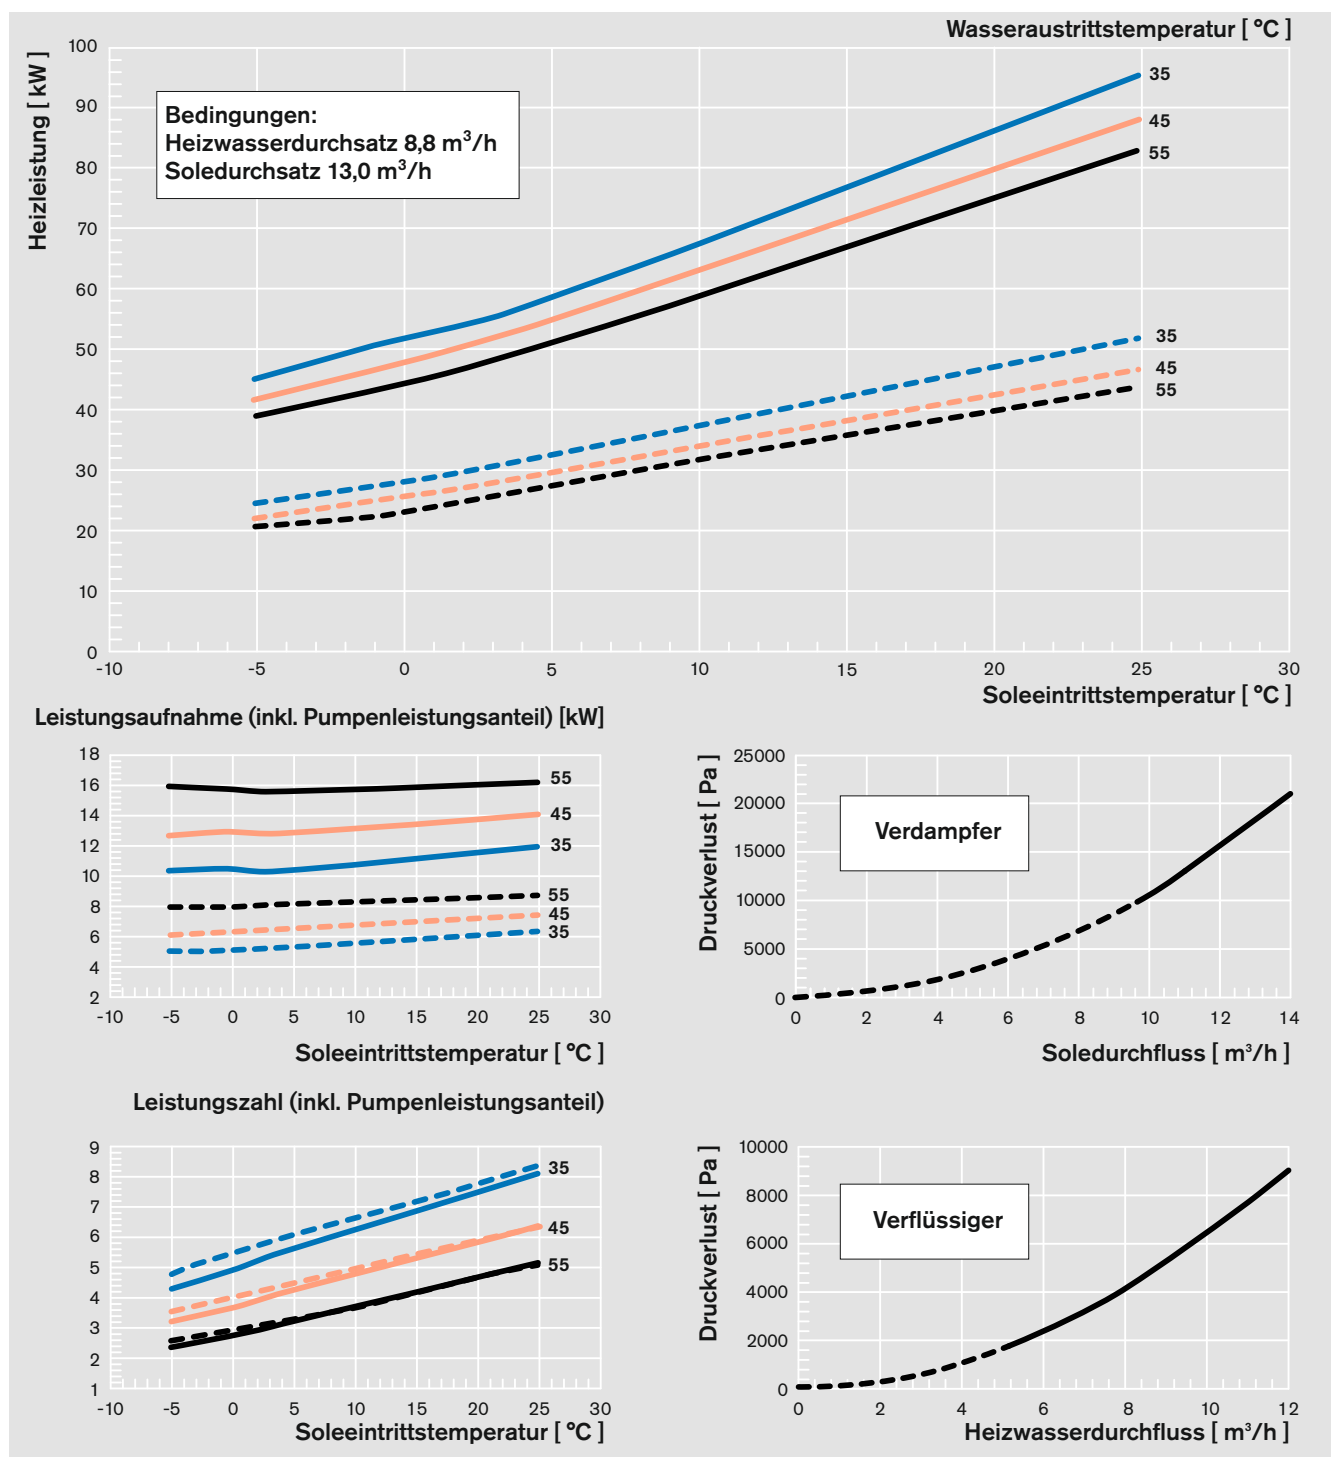 Wasseraustrittstemperatur [ °C ]
Heizleistung [ kW ]
100
90
80
70
60
50
40
30
20
10
0
Bedingungen:
Heizwasserdurchsatz 8,8 m³/h
Soledurchsatz 13,0 m³/h
35
45
55
35
45
55
-10 -5 0 5 10 15 20 25 30
Soleeintrittstemperatur [ °C ]
Leistungsaufnahme (inkl. Pumpenleistungsanteil) [kW]
18
16
14
12
10
8
6
4
2
55
45
35
55
45
35
-10 -5 0 5 10 15 20 25 30
Soleeintrittstemperatur [ °C ]
Druckverlust [ Pa ]
25000
20000
15000
10000
5000
0
Verdampfer
0 2 4 6 8 10 12 14
Soledurchfluss [ m³/h ]
Leistungszahl (inkl. Pumpenleistungsanteil)
9
8
7
6
5
4
3
2
1
35
45
55
-10 -5 0 5 10 15 20 25 30
Soleeintrittstemperatur [ °C ]
Druckverlust [ Pa ]
10000
8000
6000
4000
2000
0
Verflüssiger
0 2 4 6 8 10 12
Heizwasserdurchfluss [ m³/h ]